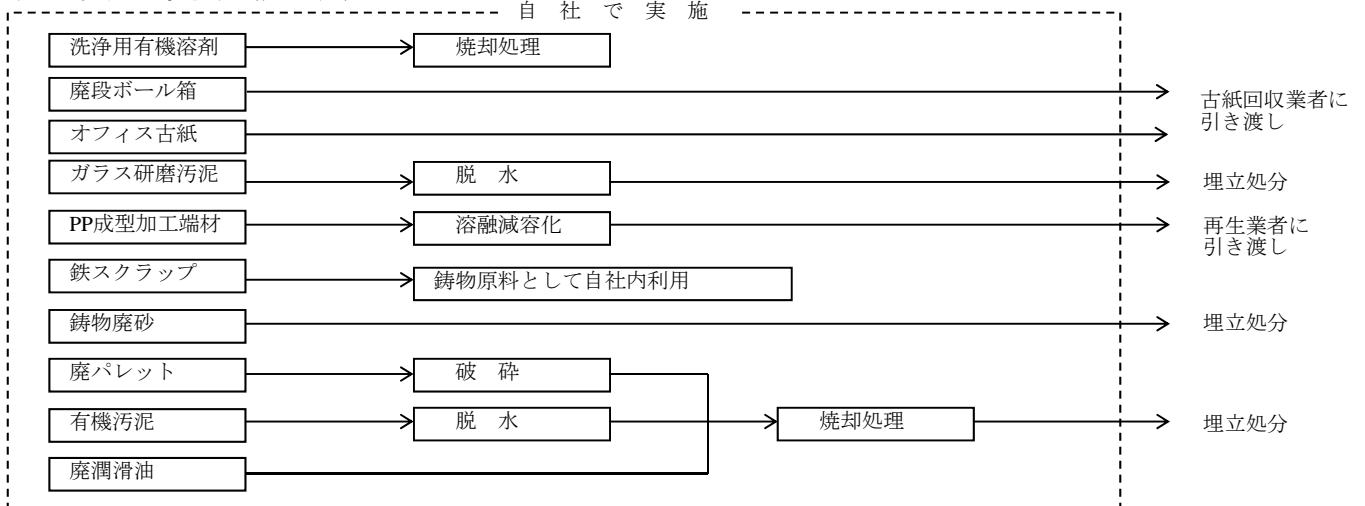 自 社 で 実 施
洗浄用有機溶剤
焼却処理
廃段ボール箱
古紙回収業者に
引き渡し
オフィス古紙
ガラス研磨汚泥
脱 水
埋立処分
PP成型加工端材
溶融減容化
再生業者に
引き渡し
鉄スクラップ
鋳物原料として自社内利用
鋳物廃砂
埋立処分
廃パレット
破 砕
有機汚泥
脱 水
焼却処理
埋立処分
廃潤滑油